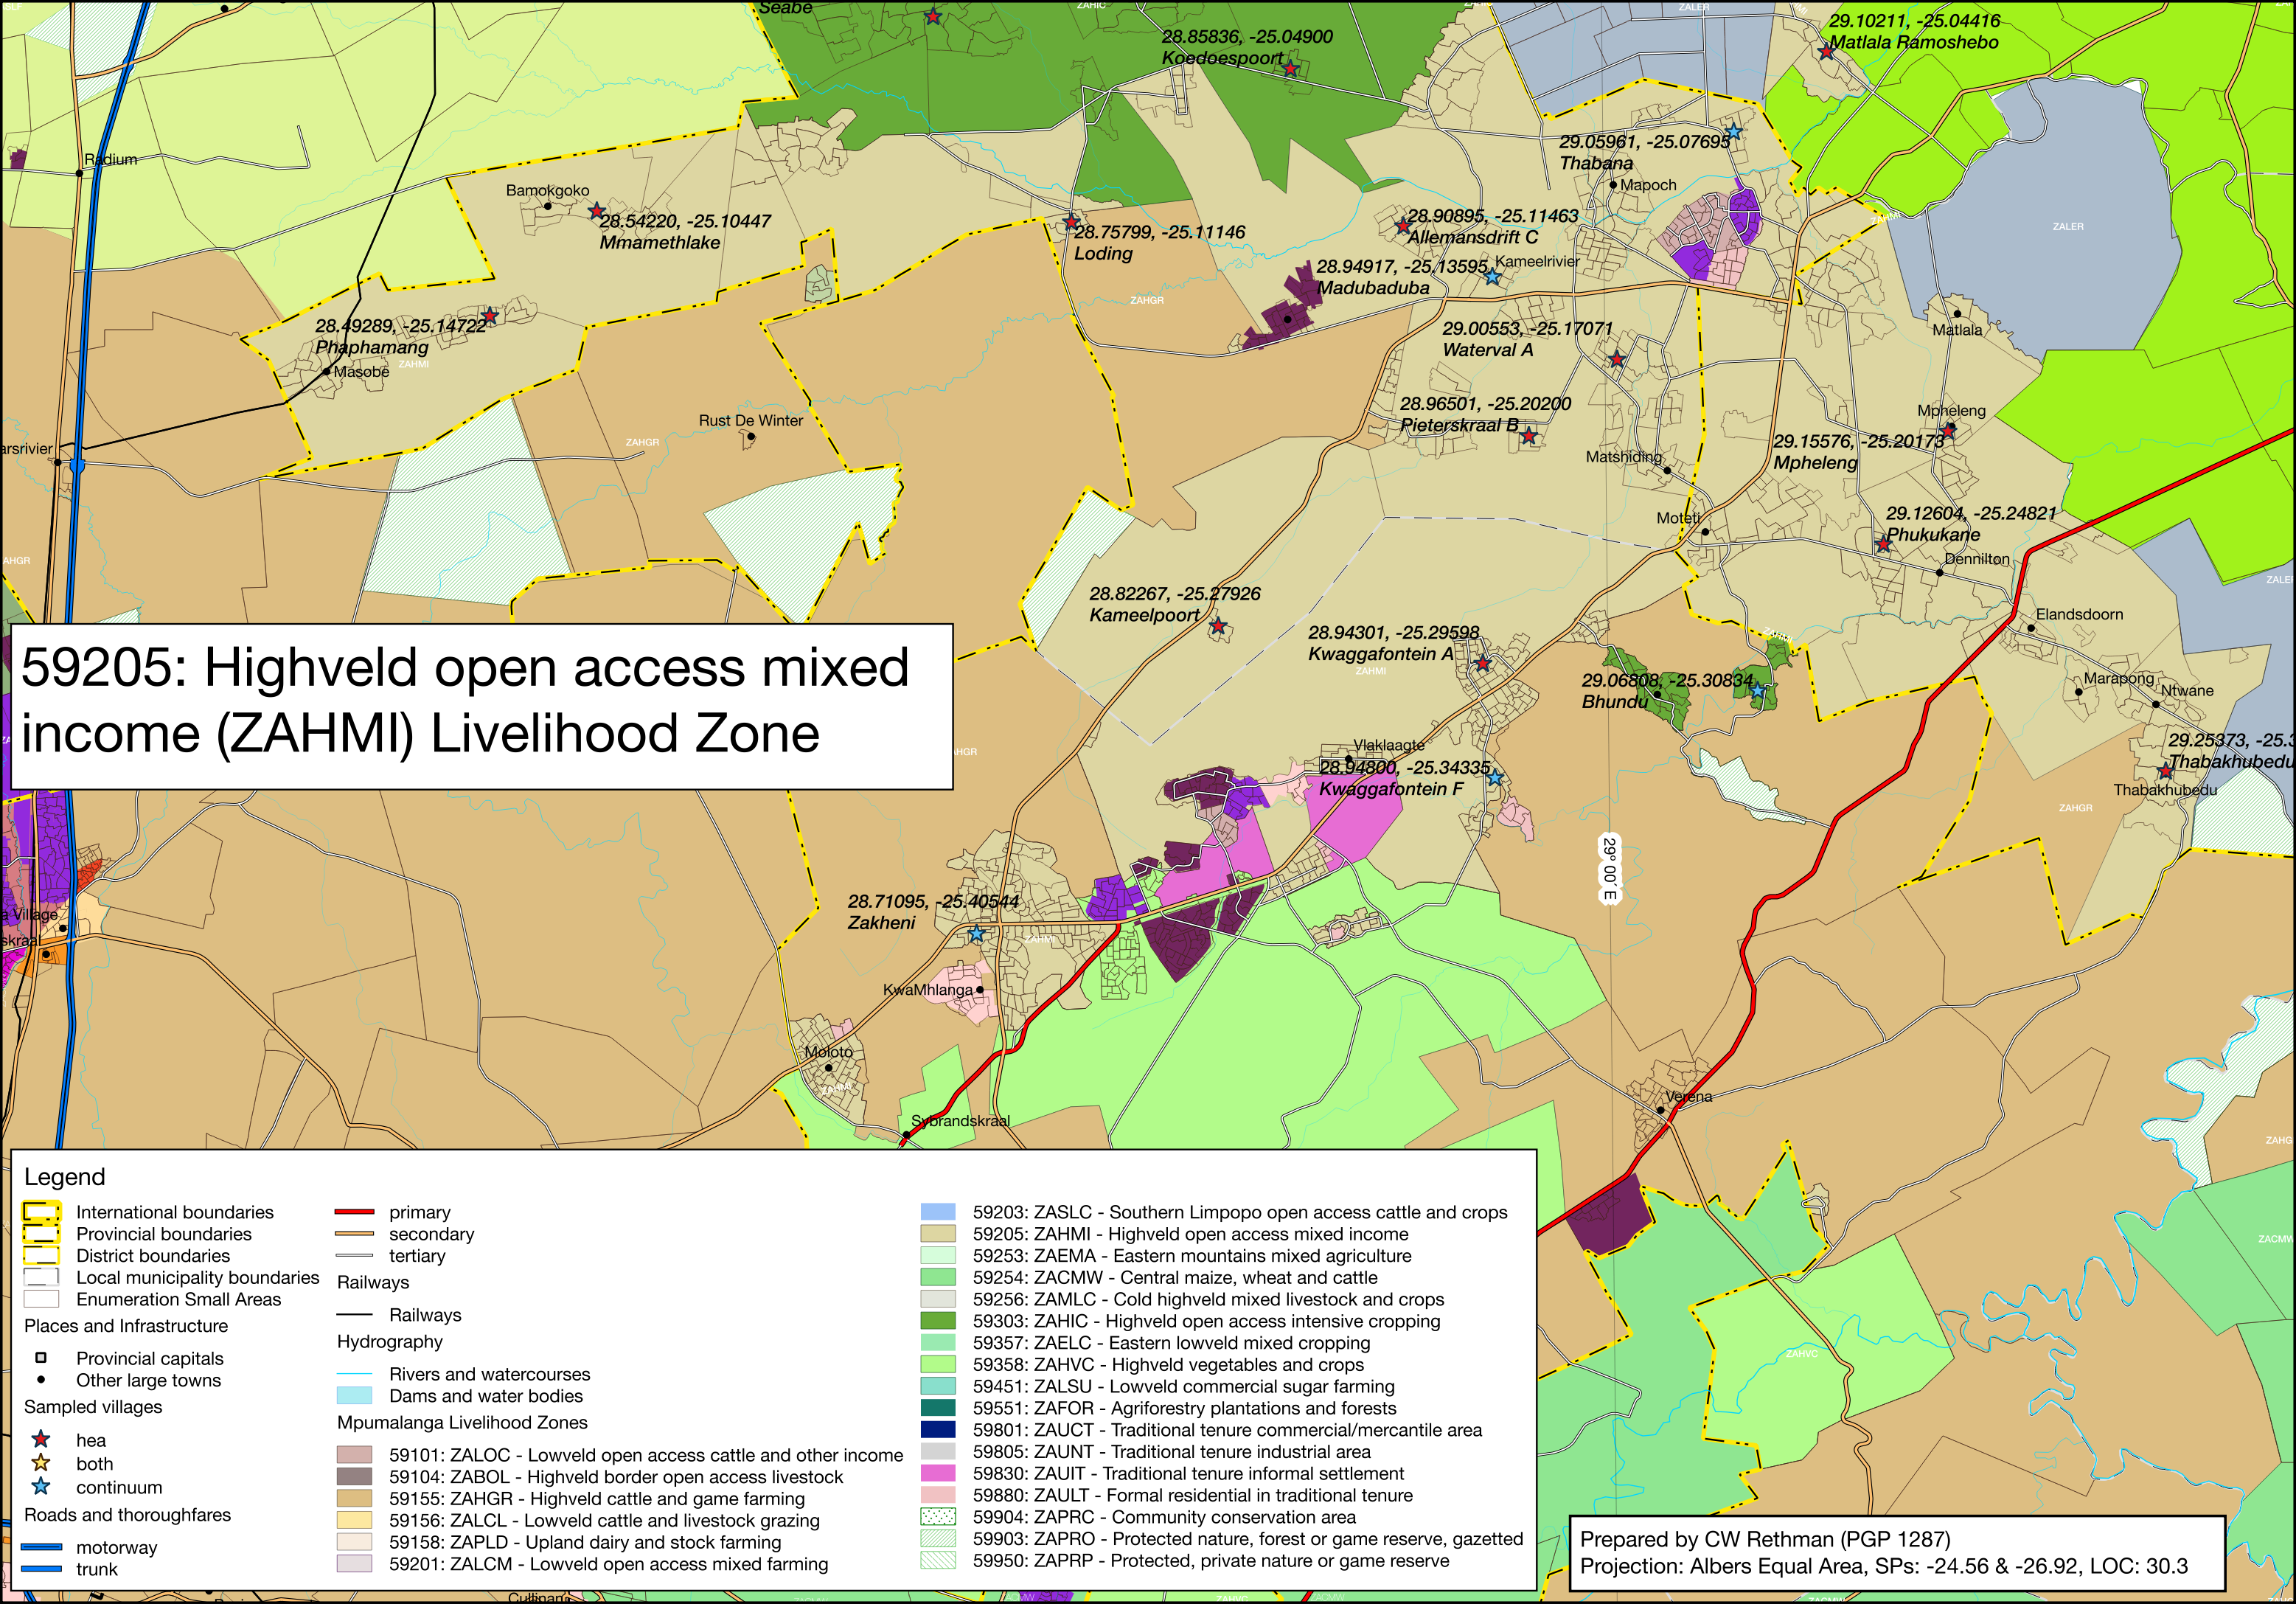 Seabe
ZAHIC
ZALER
29.10211, -25.04416
Matlala Ramoshebo
28.85836, -25.04900
Koedoespoort
29.05961, -25.07695
Thabana
Radium
Mapoch
Bamokgoko
28.54220, -25.10447
Mmamethlake
28.75799, -25.11146
Loding
28.90895, -25.11463
Allemansdrift C
ZAHMI
ZALER
28.94917, -25.13595
Madubaduba
Kameelrivier
ZAHGR
28.49289, -25.14722
Phaphamang
ZAHMI
Masobe
29.00553, -25.17071
Waterval A
Matlala
28.96501, -25.20200
Pieterskraal B
Mpheleng
Rust De Winter
ZAHGR
29.15576, -25.20173
Mpheleng
arsrivier
Matshiding
Moteti
29.12604, -25.24821
Phukukane
Dennilton
AHGR
28.82267, -25.27926
Kameelpoort
Elandsdoorn
28.94301, -25.29598
Kwaggafontein A
ZAHMI
29.06808, -25.30834
Bhundu
Marapong
Ntwane
59205: Highveld open access mixed
income (ZAHMI) Livelihood Zone
AHGR
29.25373, -25.3
Thabakhubedu
Vlaklaagte
28.94800, -25.34335
Kwaggafontein F
Thabakhubedu
ZAHGR
29°00' E
28.71095, -25.40544
Zakheni
ZAHMI
a Village
skraal
KwaMhlanga
Moloto
ZAHMI
Sybrandskraal
Verena
ZAHG
ZACMW
ZAHVC
Legend
International boundaries
Provincial boundaries
District boundaries
Local municipality boundaries
Enumeration Small Areas
Places and Infrastructure
Provincial capitals
Other large towns
Sampled villages
hea
both
continuum
Roads and thoroughfares
motorway
trunk
primary
secondary
tertiary
Railways
Railways
Hydrography
Rivers and watercourses
Dams and water bodies
Mpumalanga Livelihood Zones
59101: ZALOC - Lowveld open access cattle and other income
59104: ZABOL - Highveld border open access livestock
59155: ZAHGR - Highveld cattle and game farming
59156: ZALCL - Lowveld cattle and livestock grazing
59158: ZAPLD - Upland dairy and stock farming
59201: ZALCM - Lowveld open access mixed farming
59203: ZASLC - Southern Limpopo open access cattle and crops
59205: ZAHMI - Highveld open access mixed income
59253: ZAEMA - Eastern mountains mixed agriculture
59254: ZACMW - Central maize, wheat and cattle
59256: ZAMLC - Cold highveld mixed livestock and crops
59303: ZAHIC - Highveld open access intensive cropping
59357: ZAELC - Eastern lowveld mixed cropping
59358: ZAHVC - Highveld vegetables and crops
59451: ZALSU - Lowveld commercial sugar farming
59551: ZAFOR - Agriforestry plantations and forests
59801: ZAUCT - Traditional tenure commercial/mercantile area
59805: ZAUNT - Traditional tenure industrial area
59830: ZAUIT - Traditional tenure informal settlement
59880: ZAULT - Formal residential in traditional tenure
59904: ZAPRC - Community conservation area
59903: ZAPRO - Protected nature, forest or game reserve, gazetted
59950: ZAPRP - Protected, private nature or game reserve
Prepared by CW Rethman (PGP 1287)
Projection: Albers Equal Area, SPs: -24.56 & -26.92, LOC: 30.3